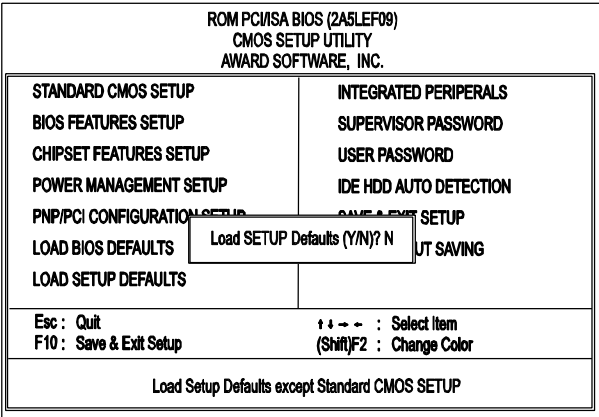 ROM PCI/ISA BIOS (2A5LEF09)
CMOS SETUP UTILITY
AWARD SOFTWARE, INC.
STANDARD CMOS SETUP
BIOS FEATURES SETUP
CHIPSET FEATURES SETUP
POWER MANAGEMENT SETUP
PNP/PCI CONFIGURATION SETUP
LOAD BIOS DEFAULTS
LOAD SETUP DEFAULTS
INTEGRATED PERIPERALS
SUPERVISOR PASSWORD
USER PASSWORD
IDE HDD AUTO DETECTION
SAVE & EXIT SETUP
UT SAVING
Load SETUP Defaults (Y/N)? N
Esc : Quit
F10 : Save & Exit Setup
↑ ↓ → ← : Select Item
(Shift)F2 : Change Color
Load Setup Defaults except Standard CMOS SETUP